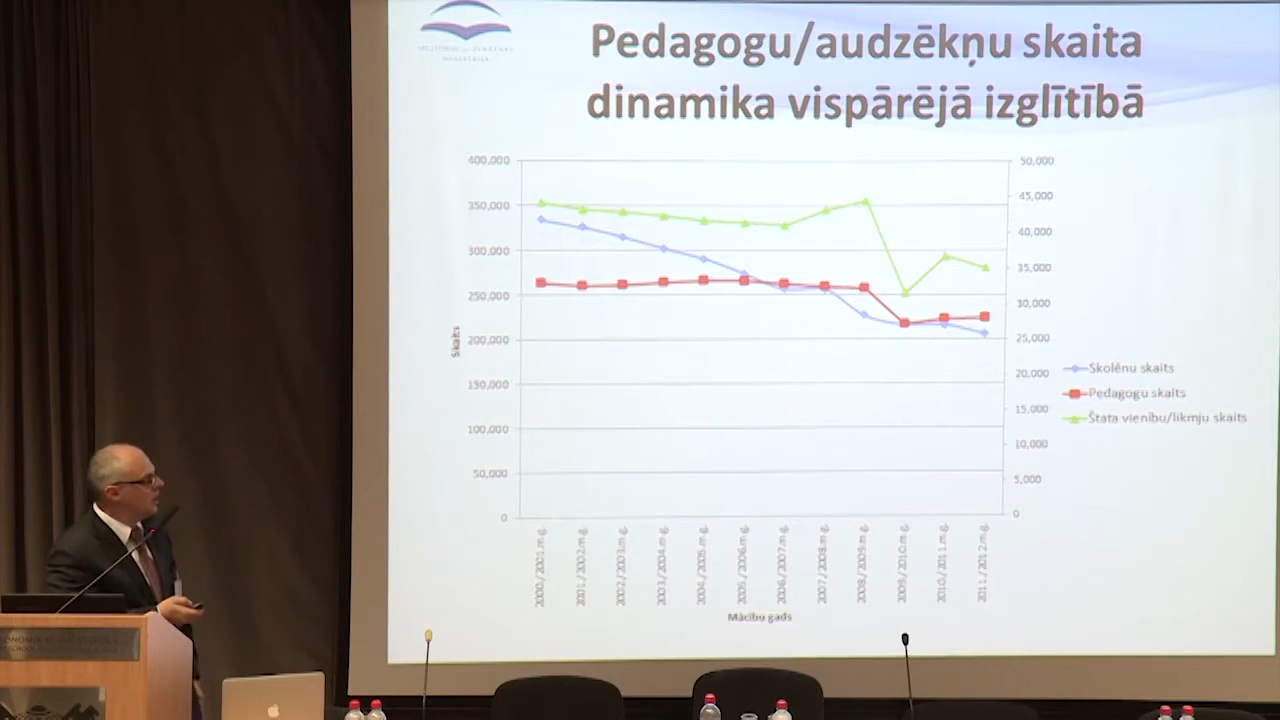 Pedagogu/audzēkņu skaita
dinamika vispārējā izglītībā
400,000
350,000
300,000
250,000
200,000
150,000
100,000
50,000
0
Skaits
50,000
45,000
40,000
35,000
30,000
25,000
20,000
15,000
10,000
5,000
0
Skolēnu skaits
Pedagogu skaits
Štata vienību/likmju skaits
2000./2001.m.g.
2001./2002.m.g.
2002./2003.m.g.
2003./2004.m.g.
2004./2005.m.g.
2005./2006.m.g.
2006./2007.m.g.
2007./2008.m.g.
2008./2009.m.g.
2009./2010.m.g.
2010./2011.m.g.
2011./2012.m.g.
Mācību gads